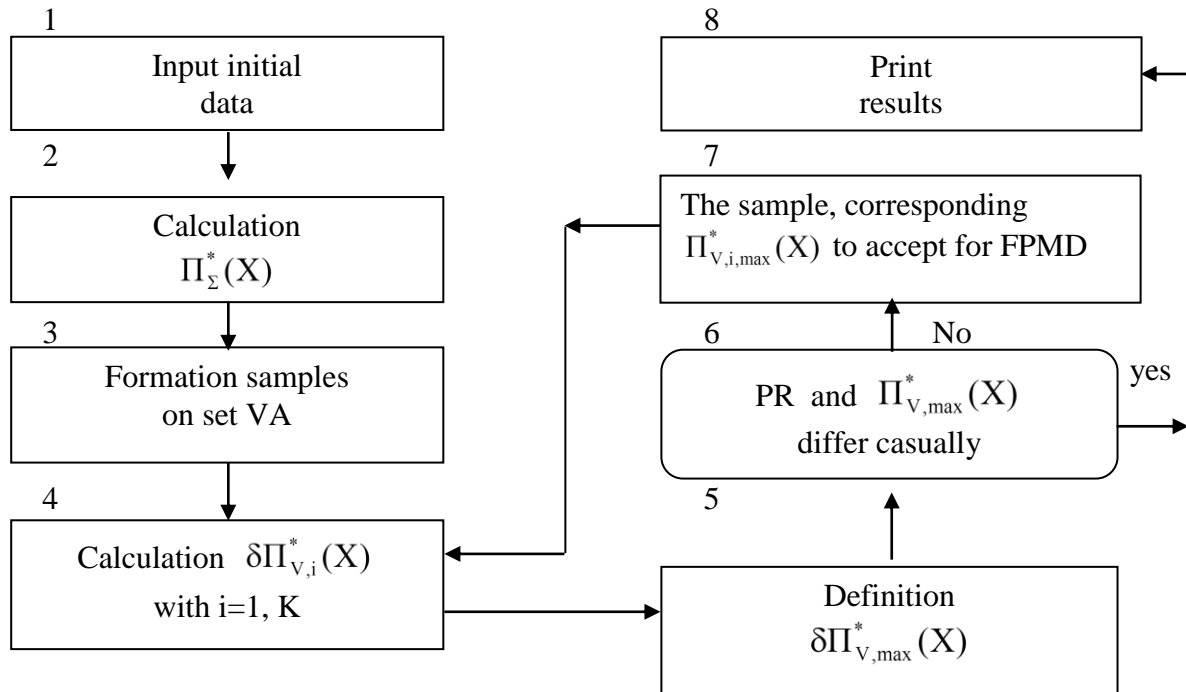 1
Input initial
data
2
Calculation
Π*Σ(X)
3
Formation samples
on set VA
4
Calculation δΠ*V,i(X)
with i=1, K
8
Print
results
7
The sample, corresponding
Π*V,i,max(X) to accept for FPMD
6
No
yes
PR and Π*V,max(X)
differ casually
5
Definition
δΠ*V,max(X)